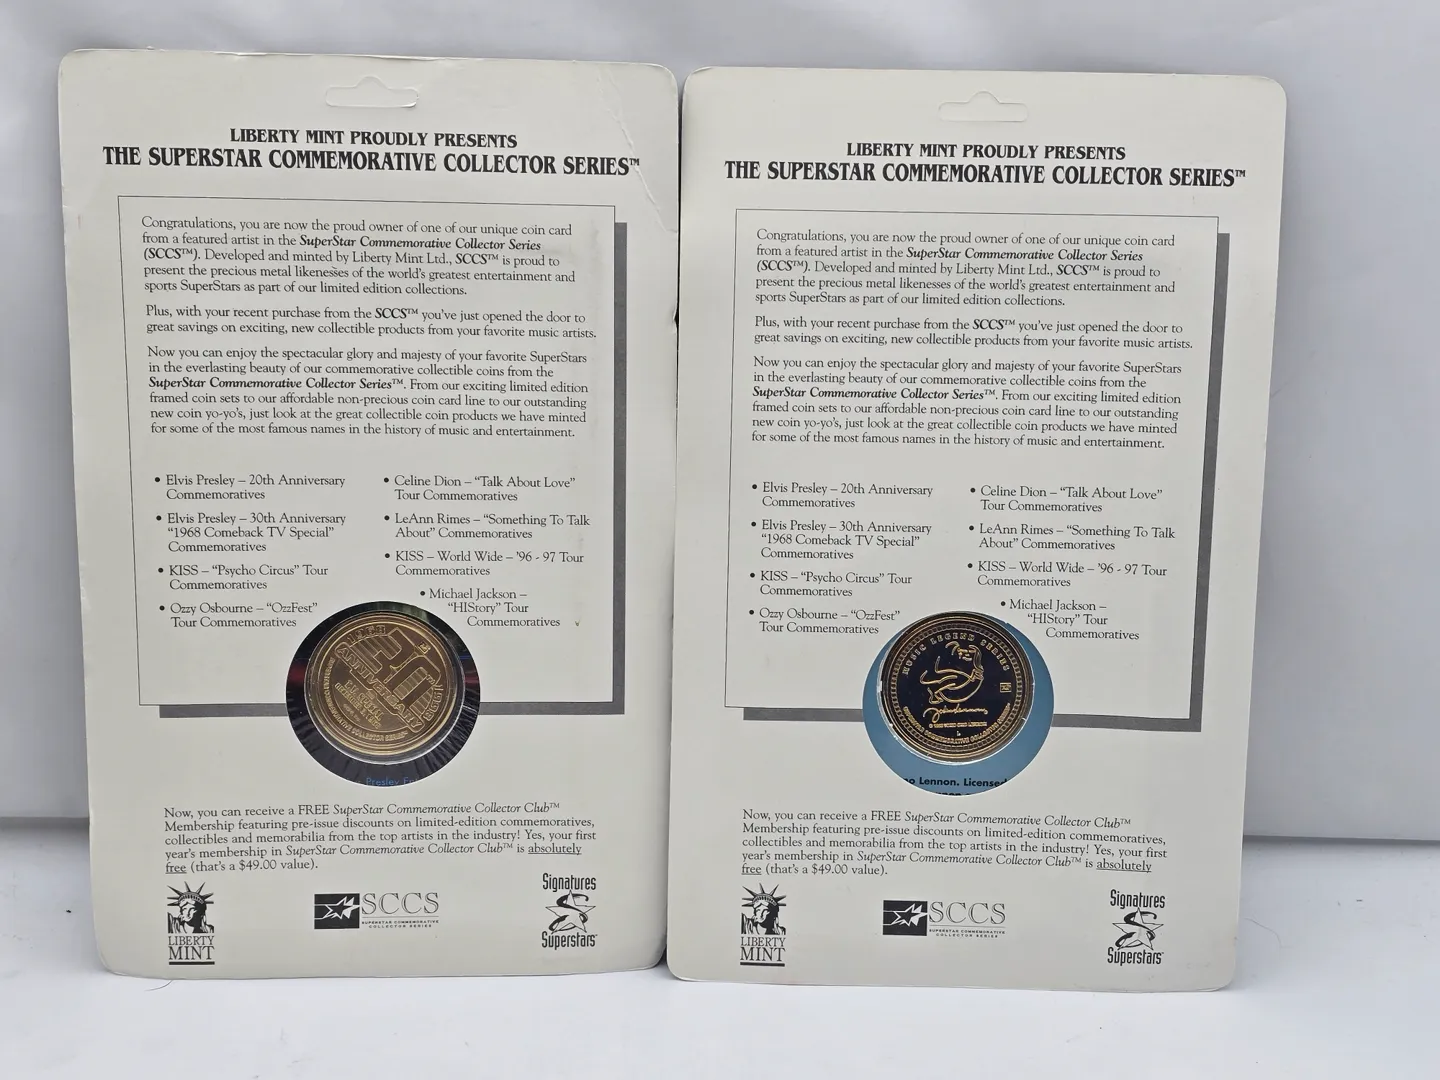 LIBERTY MINT PROUDLY PRESENTS
THE SUPERSTAR COMMEMORATIVE COLLECTOR SERIES™
Congratulations, you are now the proud owner of one of our unique coin card
from a featured artist in the SuperStar Commemorative Collector Series
(SCCS™). Developed and minted by Liberty Mint Ltd., SCCS™ is proud to
present the precious metal likenesses of the world's greatest entertainment and
sports SuperStars as part of our limited edition collections.
Plus, with your recent purchase from the SCCS™ you've just opened the door to
great savings on exciting, new collectible products from your favorite music artists.
Now you can enjoy the spectacular glory and majesty of your favorite SuperStars
in the everlasting beauty of our commemorative collectible coins from the
SuperStar Commemorative Collector Series™. From our exciting limited edition
framed coin sets to our affordable non-precious coin card line to our outstanding
new coin yo-yo's, just look at the great collectible coin products we have minted
for some of the most famous names in the history of music and entertainment.
• Elvis Presley – 20th Anniversary
Commemoratives
• Elvis Presley – 30th Anniversary
"1968 Comeback TV Special"
Commemoratives
• KISS – "Psycho Circus" Tour
Commemoratives
• Ozzy Osbourne – "OzzFest"
Tour Commemoratives
• Celine Dion – "Talk About Love"
Tour Commemoratives
• LeAnn Rimes – "Something To Talk
About" Commemoratives
• KISS – World Wide – '96 - 97 Tour
Commemoratives
• Michael Jackson –
"HIStory" Tour
Commemoratives
20
ANNIVERSARY
COMMEMORATIVE COLLECTOR SERIES
Presley En
Now, you can receive a FREE SuperStar Commemorative Collector Club™
Membership featuring pre-issue discounts on limited-edition commemoratives,
collectibles and memorabilia from the top artists in the industry! Yes, your first
year's membership in SuperStar Commemorative Collector Club™ is absolutely
free (that's a $49.00 value).
LIBERTY
MINT
SCCS
SUPERSTAR COMMEMORATIVE
COLLECTOR SERIES
Signatures
Superstars
LIBERTY MINT PROUDLY PRESENTS
THE SUPERSTAR COMMEMORATIVE COLLECTOR SERIES™
Congratulations, you are now the proud owner of one of our unique coin card
from a featured artist in the SuperStar Commemorative Collector Series
(SCCS™). Developed and minted by Liberty Mint Ltd., SCCS™ is proud to
present the precious metal likenesses of the world's greatest entertainment and
sports SuperStars as part of our limited edition collections.
Plus, with your recent purchase from the SCCS™ you've just opened the door to
great savings on exciting, new collectible products from your favorite music artists.
Now you can enjoy the spectacular glory and majesty of your favorite SuperStars
in the everlasting beauty of our commemorative collectible coins from the
SuperStar Commemorative Collector Series™. From our exciting limited edition
framed coin sets to our affordable non-precious coin card line to our outstanding
new coin yo-yo's, just look at the great collectible coin products we have minted
for some of the most famous names in the history of music and entertainment.
• Elvis Presley – 20th Anniversary
Commemoratives
• Elvis Presley – 30th Anniversary
"1968 Comeback TV Special"
Commemoratives
• KISS – "Psycho Circus" Tour
Commemoratives
• Ozzy Osbourne – "OzzFest"
Tour Commemoratives
• Celine Dion – "Talk About Love"
Tour Commemoratives
• LeAnn Rimes – "Something To Talk
About" Commemoratives
• KISS – World Wide – '96 - 97 Tour
Commemoratives
• Michael Jackson –
"HIStory" Tour
Commemoratives
MUSIC LEGEND SERIES
COMMEMORATIVE COLLECTOR SERIES
o Lennon. Licensed
Now, you can receive a FREE SuperStar Commemorative Collector Club™
Membership featuring pre-issue discounts on limited-edition commemoratives,
collectibles and memorabilia from the top artists in the industry! Yes, your first
year's membership in SuperStar Commemorative Collector Club™ is absolutely
free (that's a $49.00 value).
LIBERTY
MINT
SCCS
SUPERSTAR COMMEMORATIVE
COLLECTOR SERIES
Signatures
Superstars